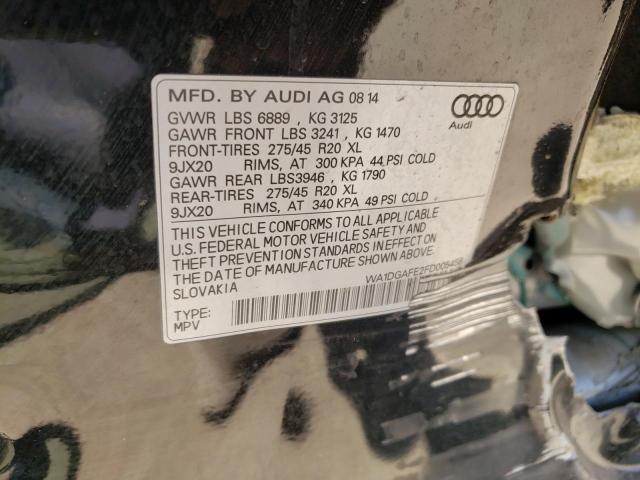 MFD. BY AUDI AG 08 14
Audi
GVWR LBS 6889 , KG 3125
GAWR FRONT LBS 3241 , KG 1470
FRONT-TIRES 275/45 R20 XL
9JX20 RIMS, AT 300 KPA 44 PSI COLD
GAWR REAR LBS3946 , KG 1790
REAR-TIRES 275/45 R20 XL
9JX20 RIMS, AT 340 KPA 49 PSI COLD
THIS VEHICLE CONFORMS TO ALL APPLICABLE
U.S. FEDERAL MOTOR VEHICLE SAFETY AND
THEFT PREVENTION STANDARDS IN EFFECT ON
THE DATE OF MANUFACTURE SHOWN ABOVE.
SLOVAKIA
WA1DGAFE2FD005458
TYPE:
MPV